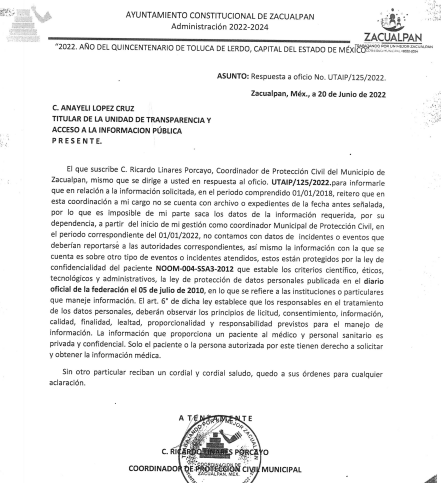 AYUNTAMIENTO CONSTITUCIONAL DE ZACUALPAN
Administración 2022-2024
ZACUALPAN
TRABAJANDO POR UN MEJOR ZACUALPAN
"2022. AÑO DEL QUINCENTENARIO DE TOLUCA DE LERDO, CAPITAL DEL ESTADO DE MÉXICO"
ASUNTO: Respuesta a oficio No. UTAIP/125/2022.
Zacualpan, Méx., a 20 de Junio de 2022
C. ANAYELI LOPEZ CRUZ
TITULAR DE LA UNIDAD DE TRANSPARENCIA Y
ACCESO A LA INFORMACION PÚBLICA
P R E S E N T E.
El que suscribe C. Ricardo Linares Porcayo, Coordinador de Protección Civil del Municipio de
Zacualpan, mismo que se dirige a usted en respuesta al oficio. UTAIP/125/2022.para informarle
que en relación a la información solicitada, en el periodo comprendido 01/01/2018, reitero que en
esta coordinación a mi cargo no se cuenta con archivo o expedientes de la fecha antes señalada,
por lo que es imposible de mi parte saca los datos de la información requerida, por su
dependencia, a partir del inicio de mi gestión como coordinador Municipal de Protección Civil, en
el periodo correspondiente del 01/01/2022, no contamos con datos de incidentes o eventos que
deberían reportarsé a las autoridades correspondientes, así mismo la información con la que se
cuenta es sobre otro tipo de eventos o incidentes atendidos, estos están protegidos por la ley de
confidencialidad del paciente NOOM-004-SSA3-2012 que establece los criterios científico, éticos,
tecnológicos y administrativos, la ley de protección de datos personales publicada en el diario
oficial de la federación el 05 de julio de 2010, en lo que se refiere a las instituciones o particulares
que maneje información. El art. 6° de dicha ley establece que los responsables en el tratamiento
de los datos personales, deberán observar los principios de licitud, consentimiento, información,
calidad, finalidad, lealtad, proporcionalidad y responsabilidad previstos para el manejo de
información. La información que proporciona un paciente al médico y personal sanitario es
privada y confidencial. Solo el paciente o la persona autorizada por este tienen derecho a solicitar
y obtener la información médica.
Sin otro particular reciban un cordial y cordial saludo, quedo a sus órdenes para cualquier
aclaración.
A T E N T A M E N T E
C. RICARDO LINARES PORCAYO
COORDINADOR DE PROTECCIÓN CIVIL MUNICIPAL